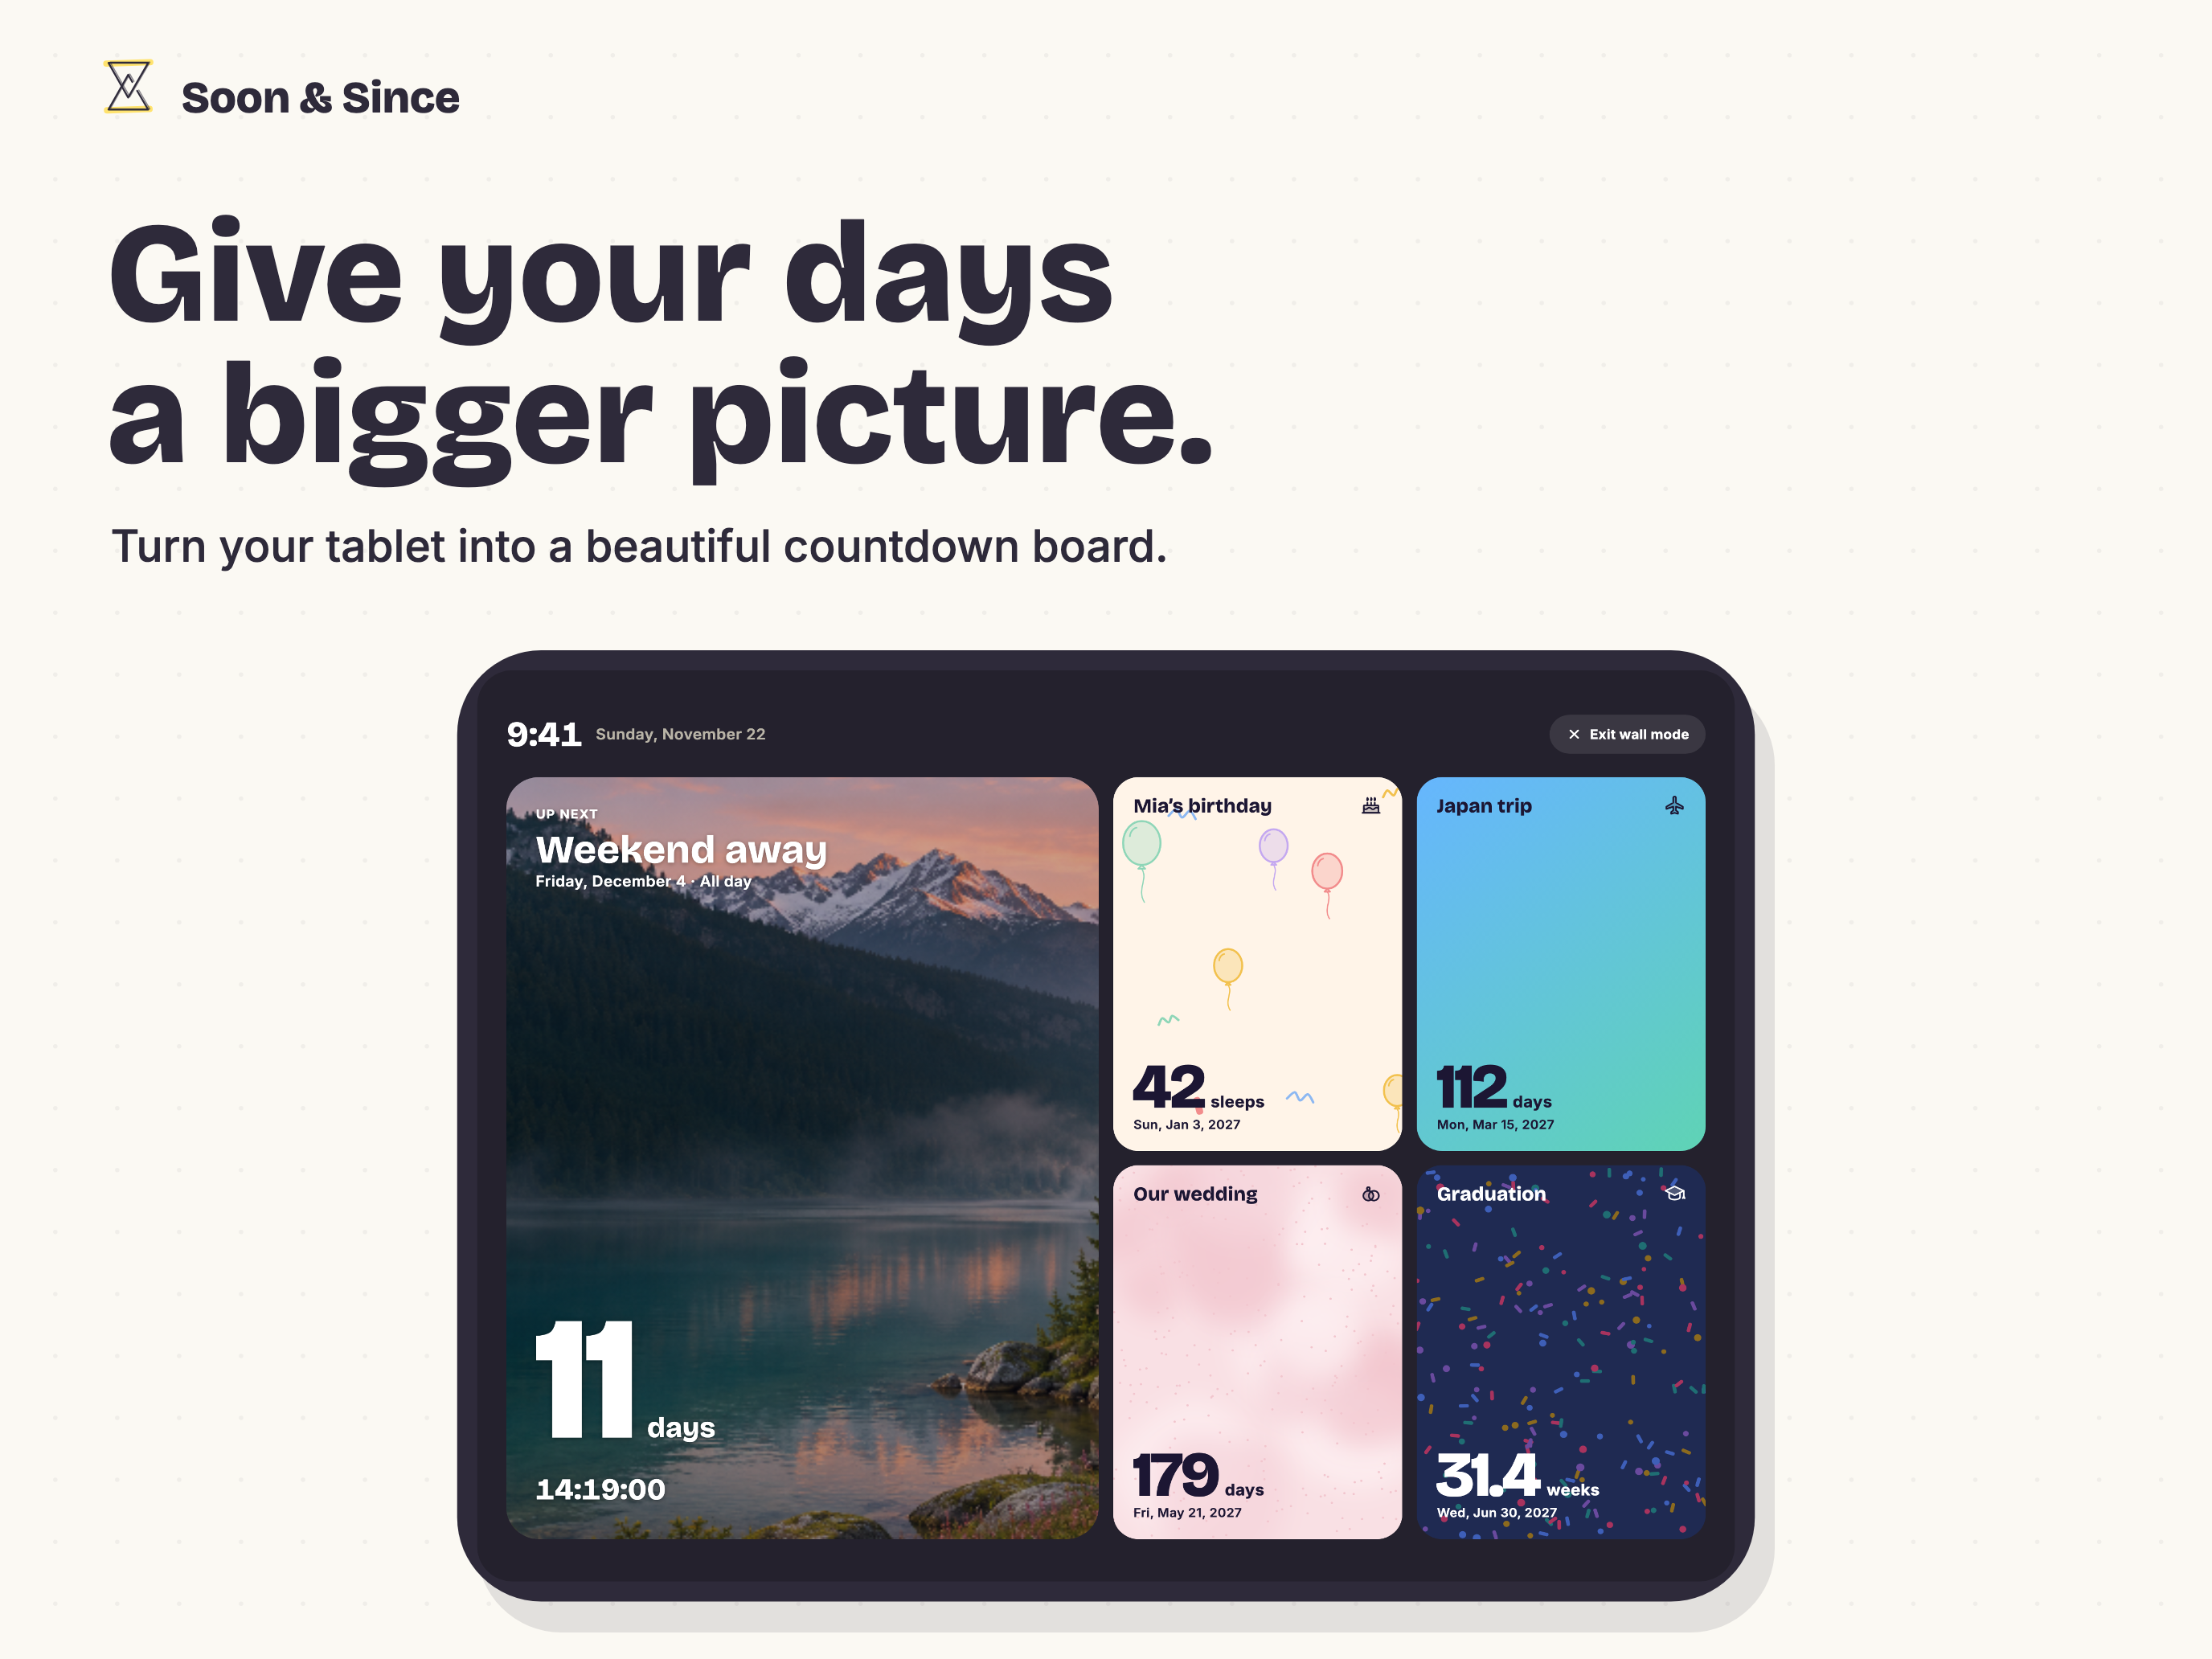 Soon & Since
Give your days
a bigger picture.
Turn your tablet into a beautiful countdown board.
9:41 Sunday, November 22
Exit wall mode
UP NEXT
Weekend away
Friday, December 4 · All day
11 days
14:19:00
Mia's birthday
42 sleeps
Sun, Jan 3, 2027
Japan trip
112 days
Mon, Mar 15, 2027
Our wedding
179 days
Fri, May 21, 2027
Graduation
31.4 weeks
Wed, Jun 30, 2027